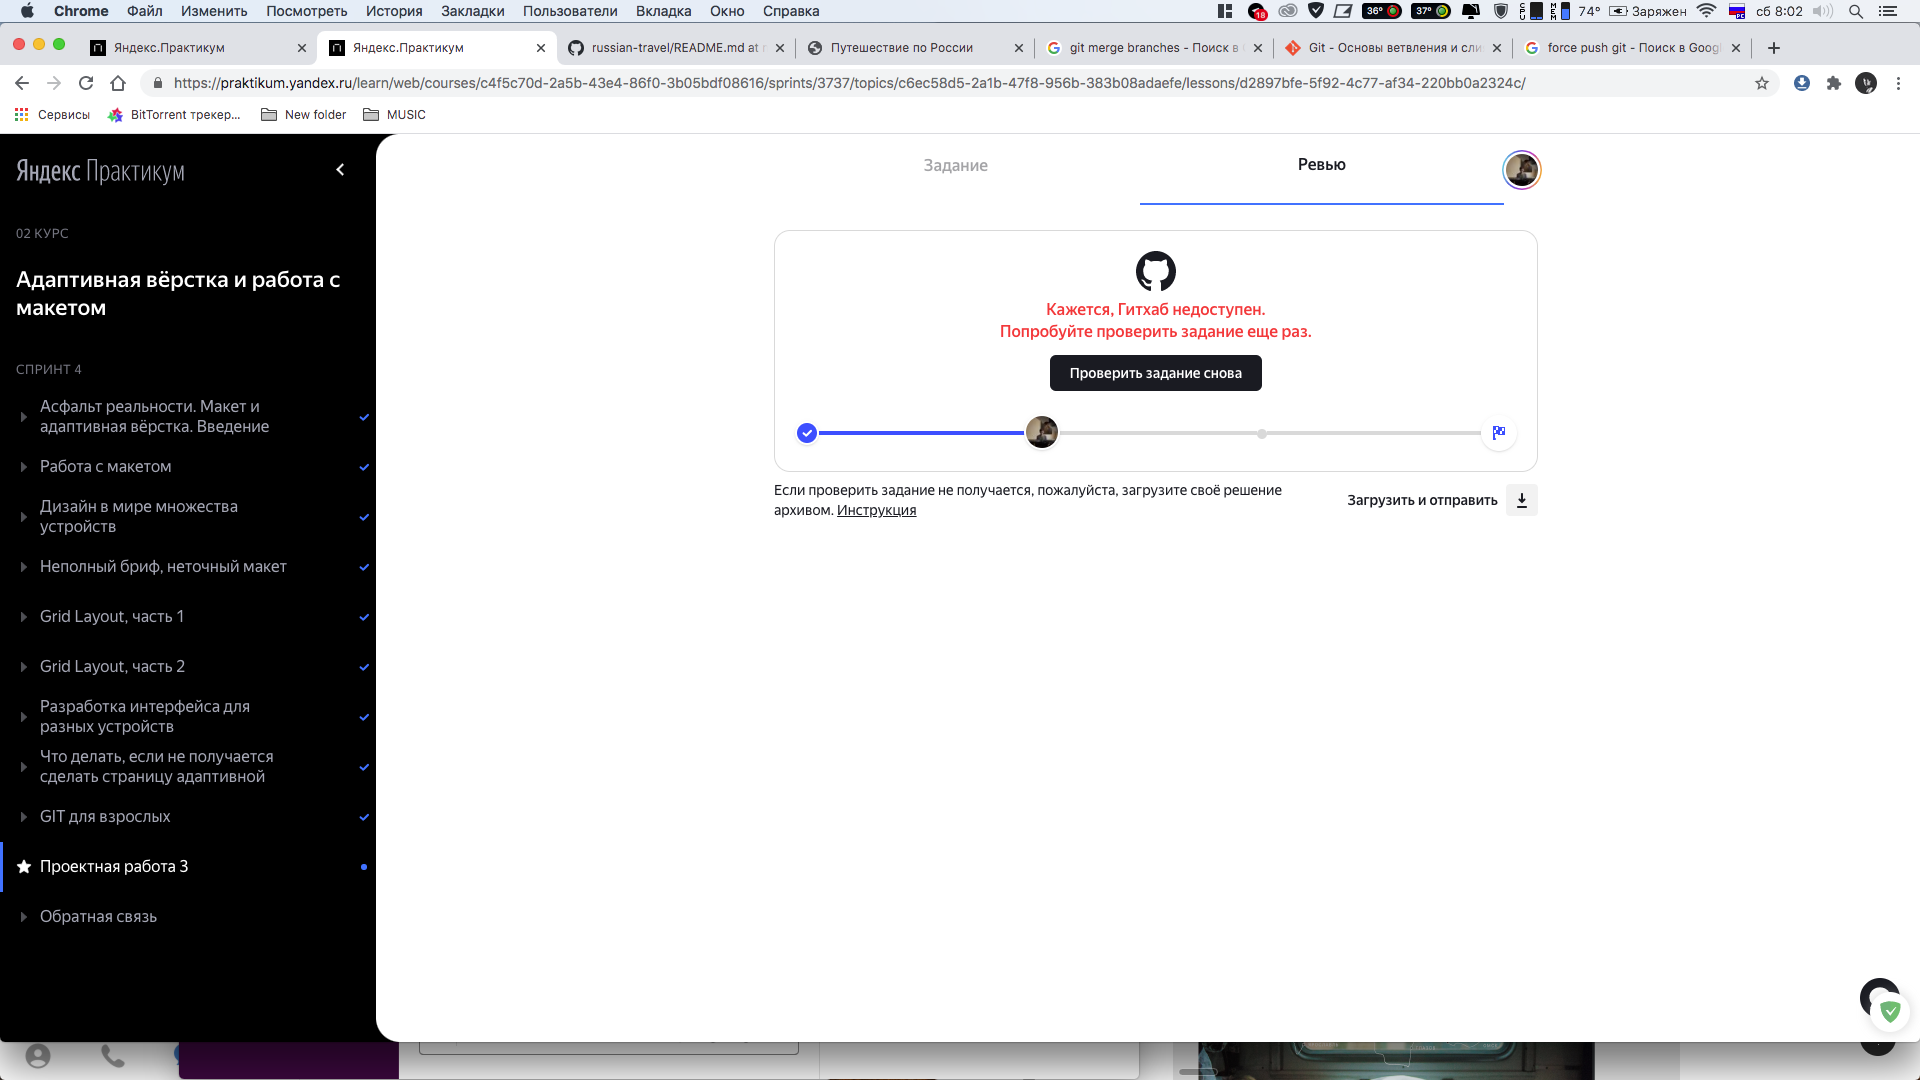 Chrome Файл Изменить Посмотреть История Закладки Пользователи Вкладка Окно Справка
18 36° 37° CPU MEM 74° Заряжен РС сб 8:02
Яндекс.Практикум
Яндекс.Практикум
russian-travel/README.md at
Путешествие по России
git merge branches - Поиск в
Git - Основы ветвления и сли
force push git - Поиск в Goog
https://praktikum.yandex.ru/learn/web/courses/c4f5c70d-2a5b-43e4-86f0-3b05bdf08616/sprints/3737/topics/c6ec58d5-2a1b-47f8-956b-383b08adaefe/lessons/d2897bfe-5f92-4c77-af34-220bb0a2324c/
Сервисы BitTorrent трекер... New folder MUSIC
Яндекс Практикум
02 КУРС
Адаптивная вёрстка и работа с
макетом
СПРИНТ 4
Асфальт реальности. Макет и
адаптивная вёрстка. Введение
Работа с макетом
Дизайн в мире множества
устройств
Неполный бриф, неточный макет
Grid Layout, часть 1
Grid Layout, часть 2
Разработка интерфейса для
разных устройств
Что делать, если не получается
сделать страницу адаптивной
GIT для взрослых
Проектная работа 3
Обратная связь
Задание
Ревью
Кажется, Гитхаб недоступен.
Попробуйте проверить задание еще раз.
Проверить задание снова
Если проверить задание не получается, пожалуйста, загрузите своё решение
архивом. Инструкция
Загрузить и отправить